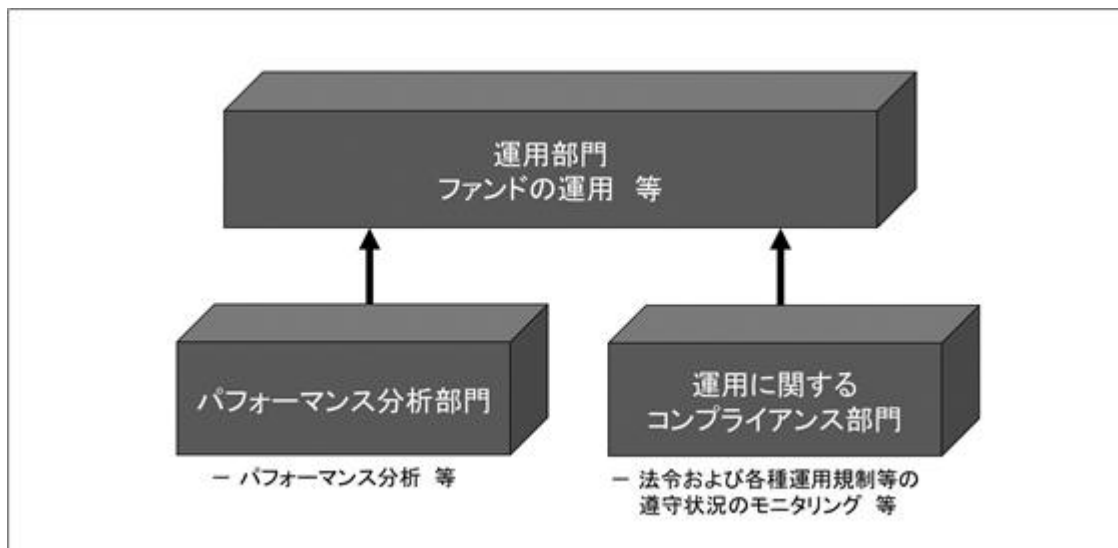 運用部門
ファンドの運用 等
パフォーマンス分析部門
－ パフォーマンス分析 等
運用に関する
コンプライアンス部門
－ 法令および各種運用規制等の
遵守状況のモニタリング 等